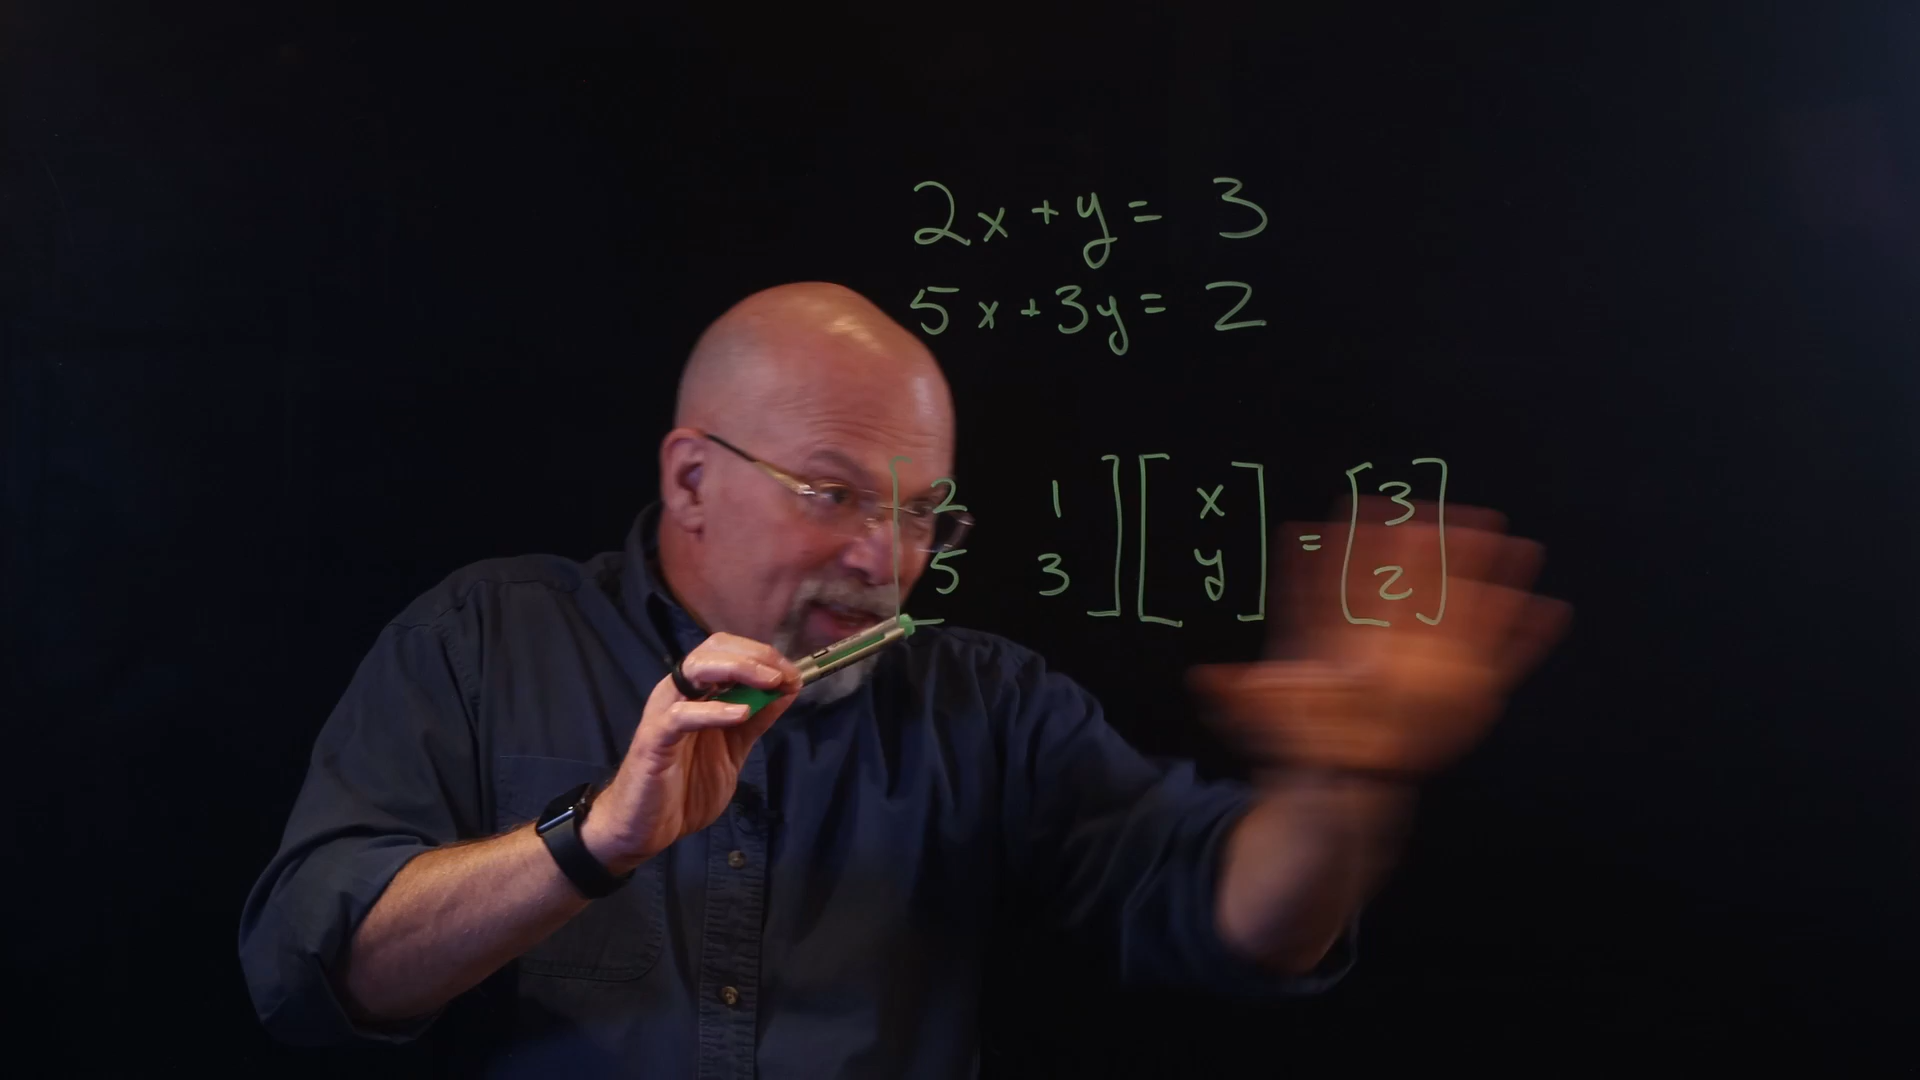 2x + y = 3
5x + 3y = 2
[2 1] [x] = [3]
[5 3] [y] [2]